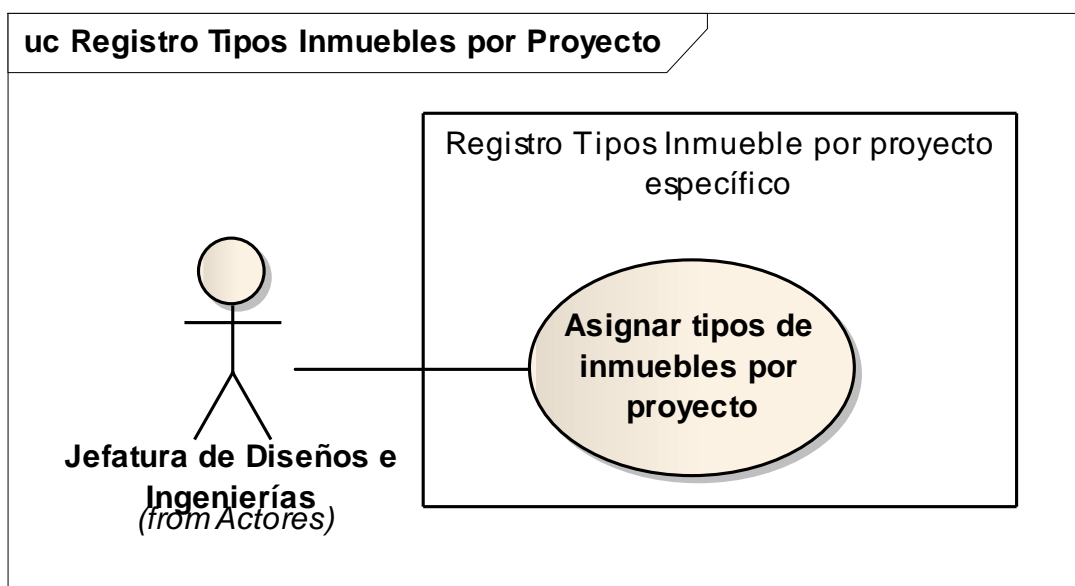 uc Registro Tipos Inmuebles por Proyecto
Registro Tipos Inmueble por proyecto
específico
Asignar tipos de
inmuebles por
proyecto
Jefatura de Diseños e
Ingenierías
(from Actores)